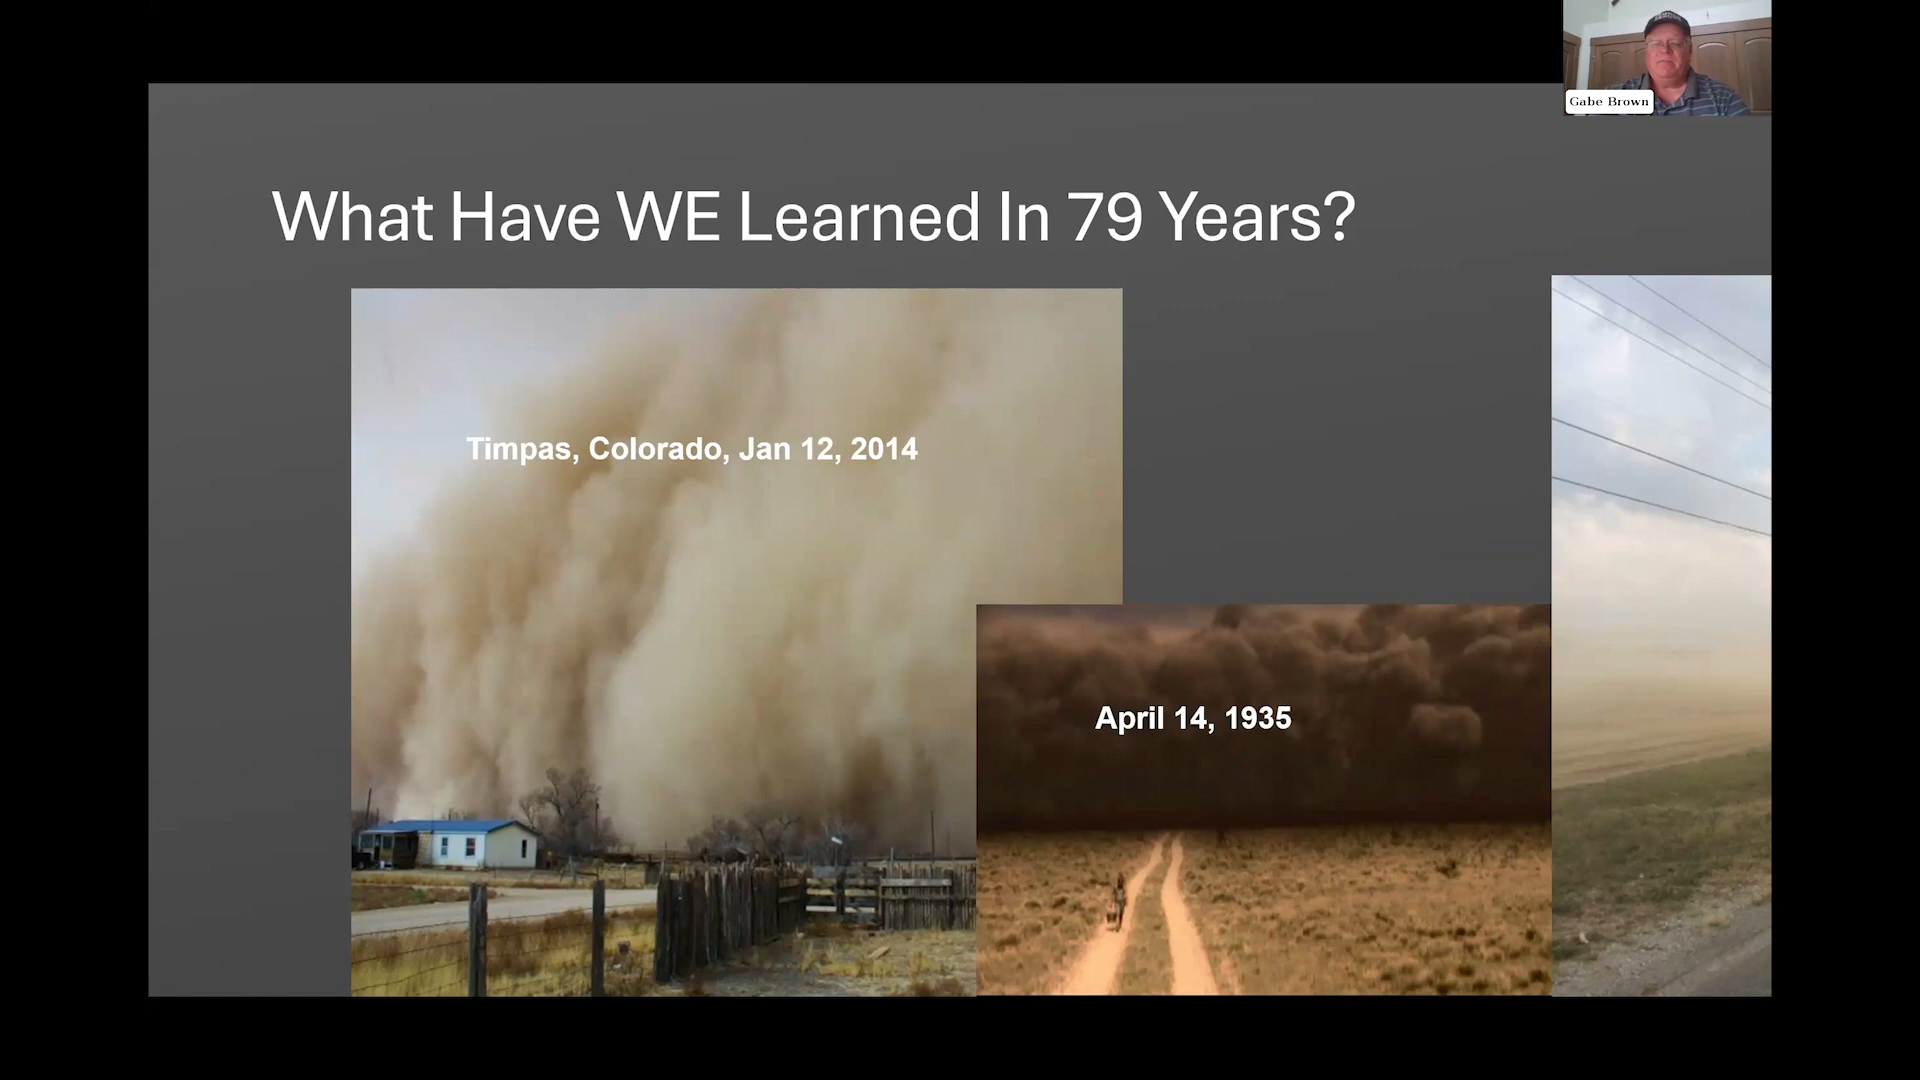 Gabe Brown
What Have WE Learned In 79 Years?
Timpas, Colorado, Jan 12, 2014
April 14, 1935